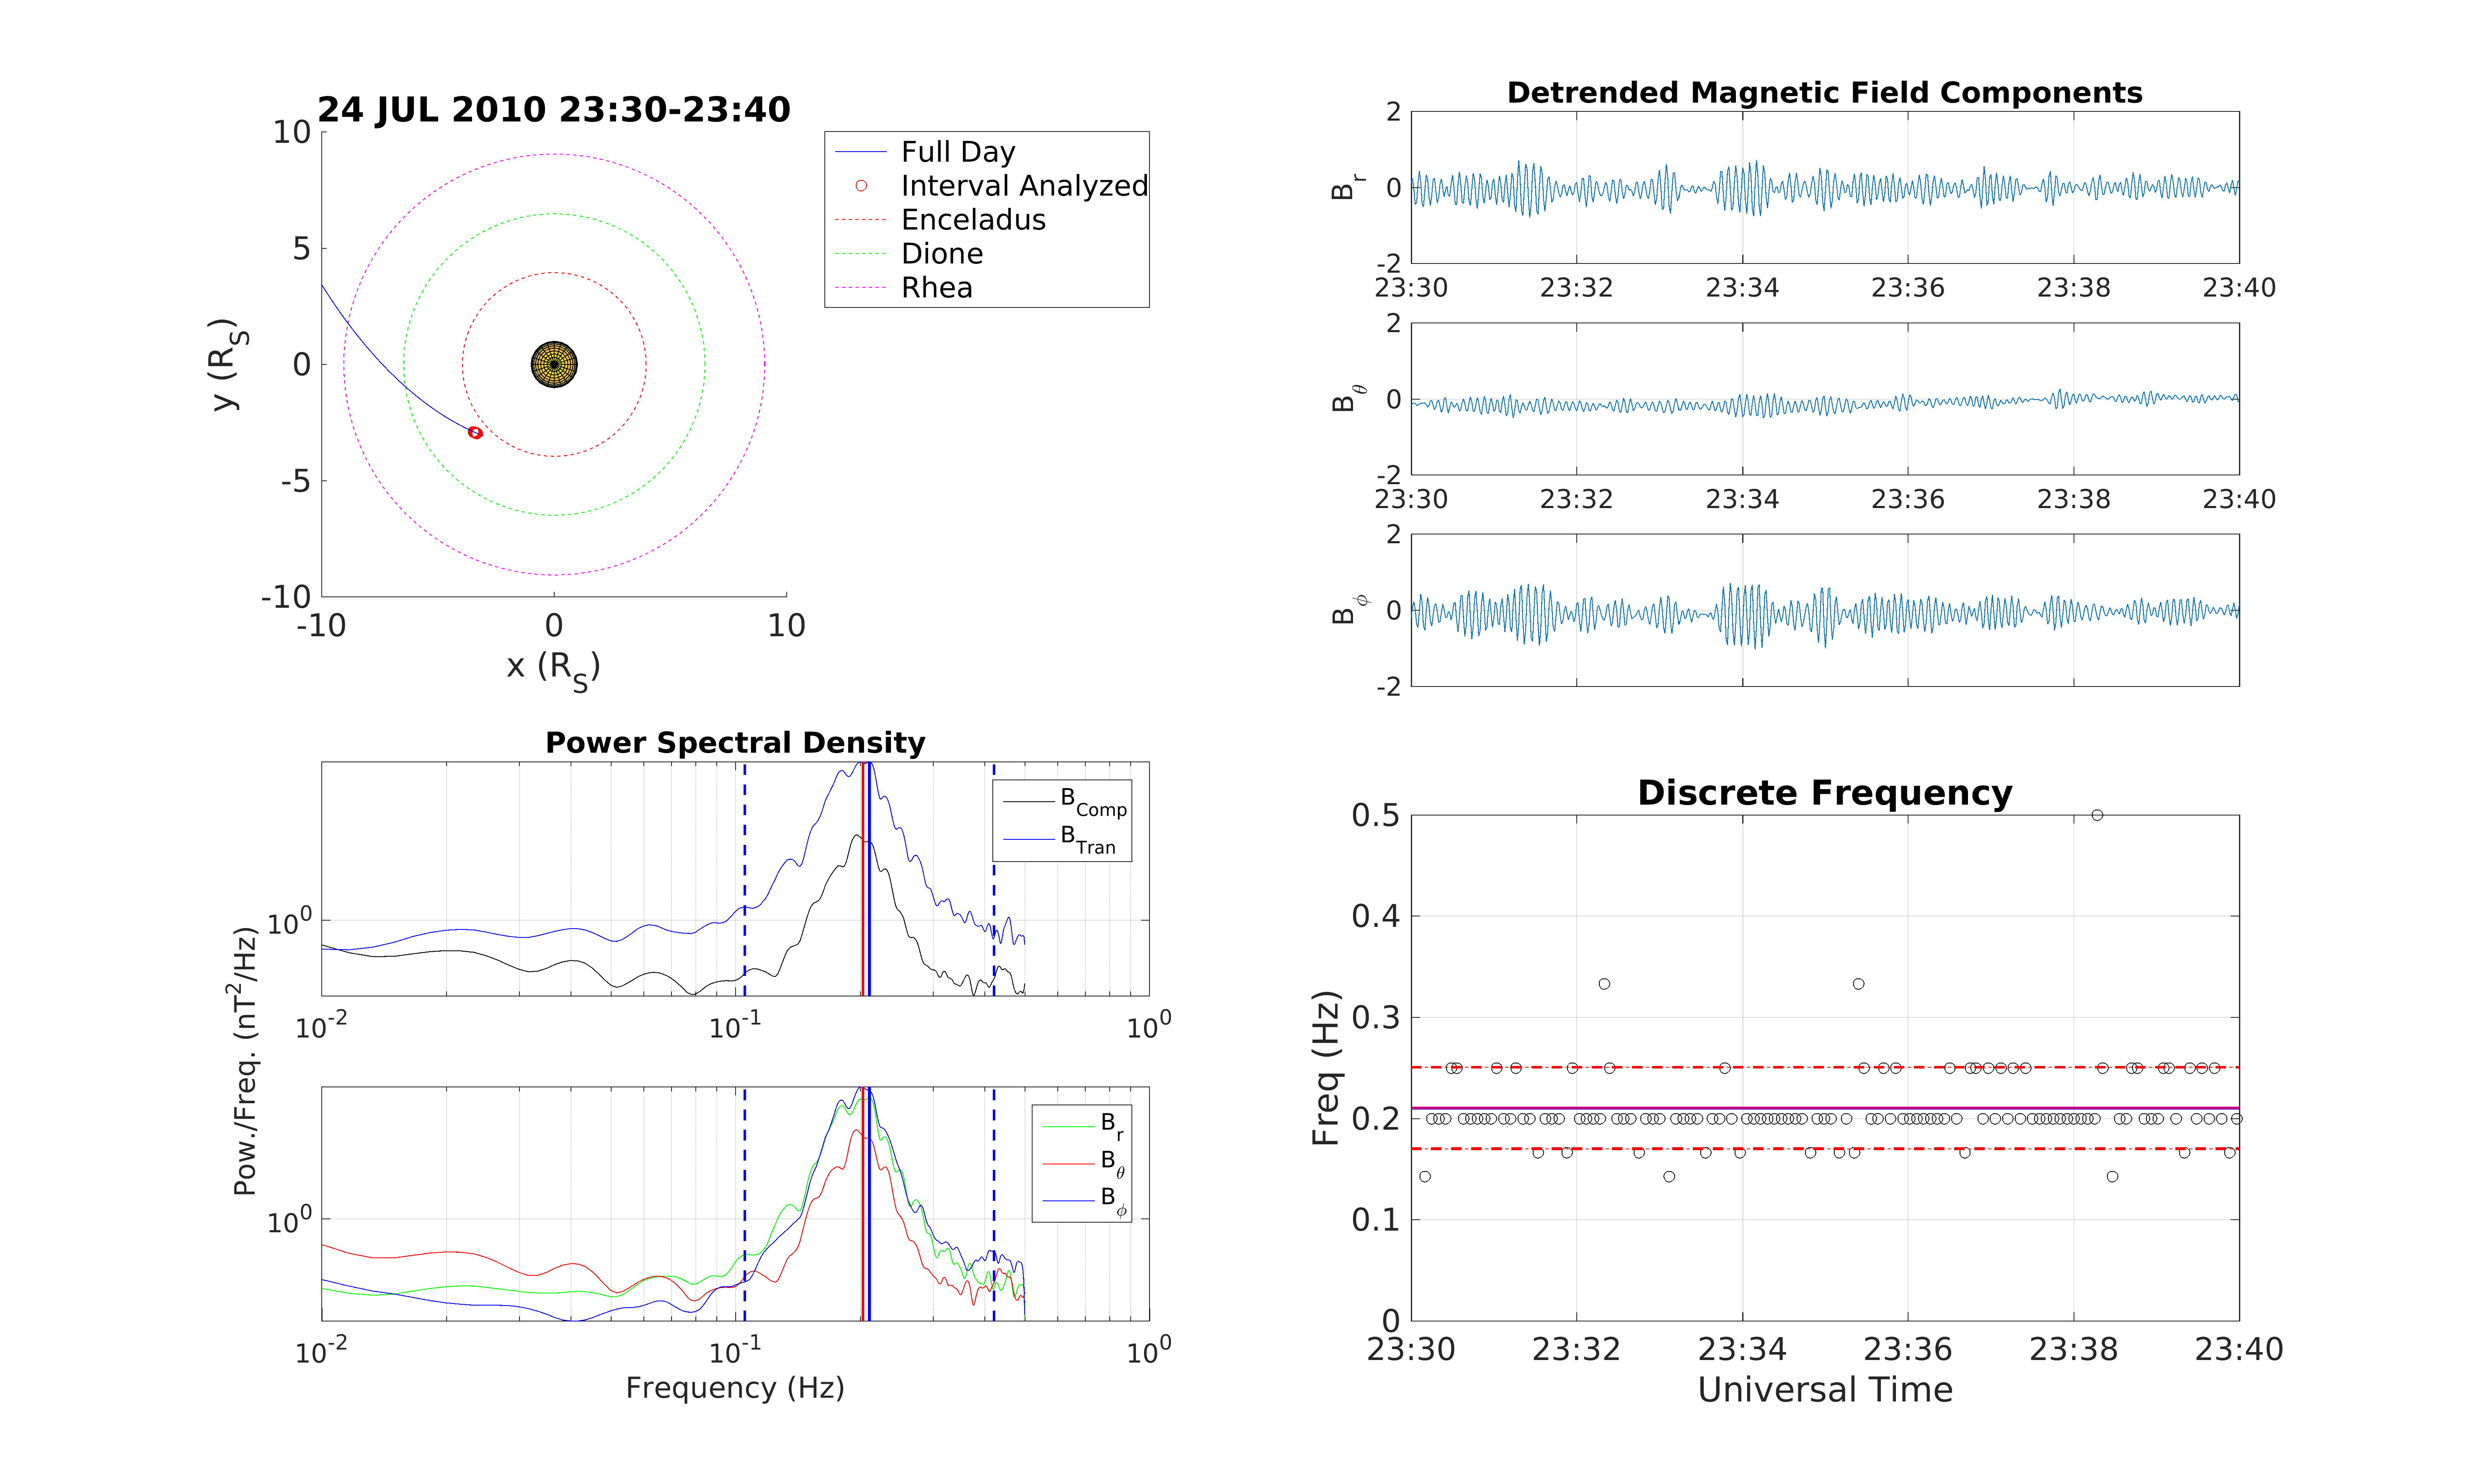 24 JUL 2010 23:30-23:40
10
5
0
-5
-10
-10 0 10
y (R_S)
x (R_S)
Full Day
Interval Analyzed
Enceladus
Dione
Rhea
Detrended Magnetic Field Components
2
0
-2
B_r
23:30 23:32 23:34 23:36 23:38 23:40
2
0
-2
B_θ
23:30 23:32 23:34 23:36 23:38 23:40
2
0
-2
B_ϕ
Power Spectral Density
10^0
10^-2 10^-1 10^0
B_Comp
B_Tran
Pow./Freq. (nT^2/Hz)
10^0
10^-2 10^-1 10^0
B_r
B_θ
B_ϕ
Frequency (Hz)
Discrete Frequency
0.5
0.4
0.3
0.2
0.1
0
Freq (Hz)
23:30 23:32 23:34 23:36 23:38 23:40
Universal Time